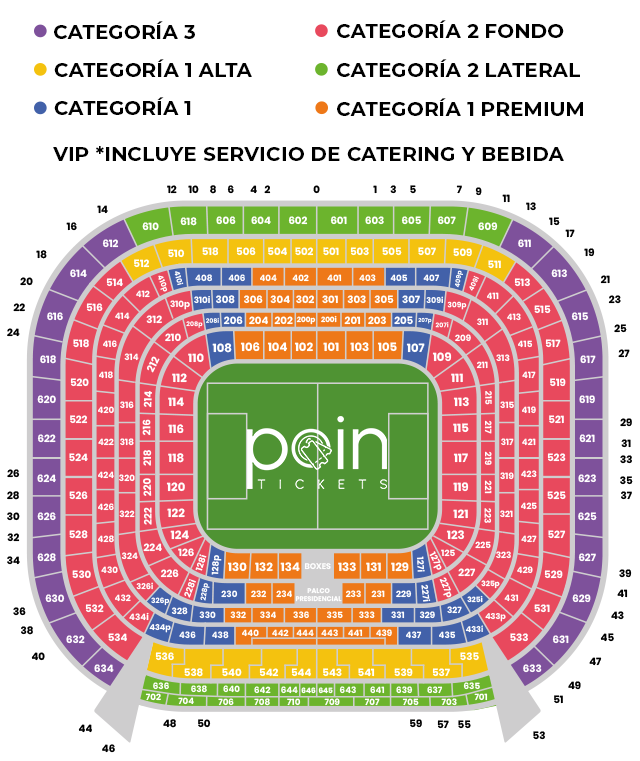 CATEGORÍA 3
CATEGORÍA 2 FONDO
CATEGORÍA 1 ALTA
CATEGORÍA 2 LATERAL
CATEGORÍA 1
CATEGORÍA 1 PREMIUM
VIP *INCLUYE SERVICIO DE CATERING Y BEBIDA
12 10 8 6 4 2 0 1 3 5 7 9
14 11 13
16 15 17
18 19
20 21
22 23
24 25
27
29
31
26 33
28 35
30 37
32
34
39
41
36 43
38 45
40 47
49
51
44 48 50 59 57 55 53
46
610 618 606 604 602 601 603 605 607 609
612 611
614 613
616 615
618 617
620 619
622 621
624 623
626 625
628 627
630 629
632 631
634 633
512 510 518 506 504 502 501 503 505 507 509 511
514 513
516 515
518 517
520 519
522 521
524 523
526 525
528 527
530 529
532 531
534 533
410p 410i 408 406 404 402 401 403 405 407 409p 409i
412 411
414 413
416 415
418 417
420 419
422 421
424 423
426 425
428 427
430 429
432 431
434i 433p
434p 436 438 440 442 444 443 441 439 437 435 433i
310p 310i 308 306 304 302 301 303 305 307 309i 309p
312 311
314 313
316 315
318 317
320 319
322 321
324 323
326i 326p
326p 328 330 332 334 336 335 333 331 329 327 325i
208p 208i 206 204 202 200p 200i 201 203 205 207p 207i
210 209
212 211
214 215
216 217
218 219
220 221
222 223
224 225
226 227
228i 228p 230 232 234 233 231 229 227i 227p
108 106 104 102 101 103 105 107
110 109
112 111
114 113
116 115
118 117
120 119
122 121
124 123
126 125
128i 128p 130 132 134 BOXES 133 131 129 127i 127p
PALCO
PRESIDENCIAL
poin
TICKETS
536 538 540 542 544 543 541 539 537 535
636 638 640 642 644 646 645 643 641 639 637 635
702 704 706 708 710 709 707 705 703 701